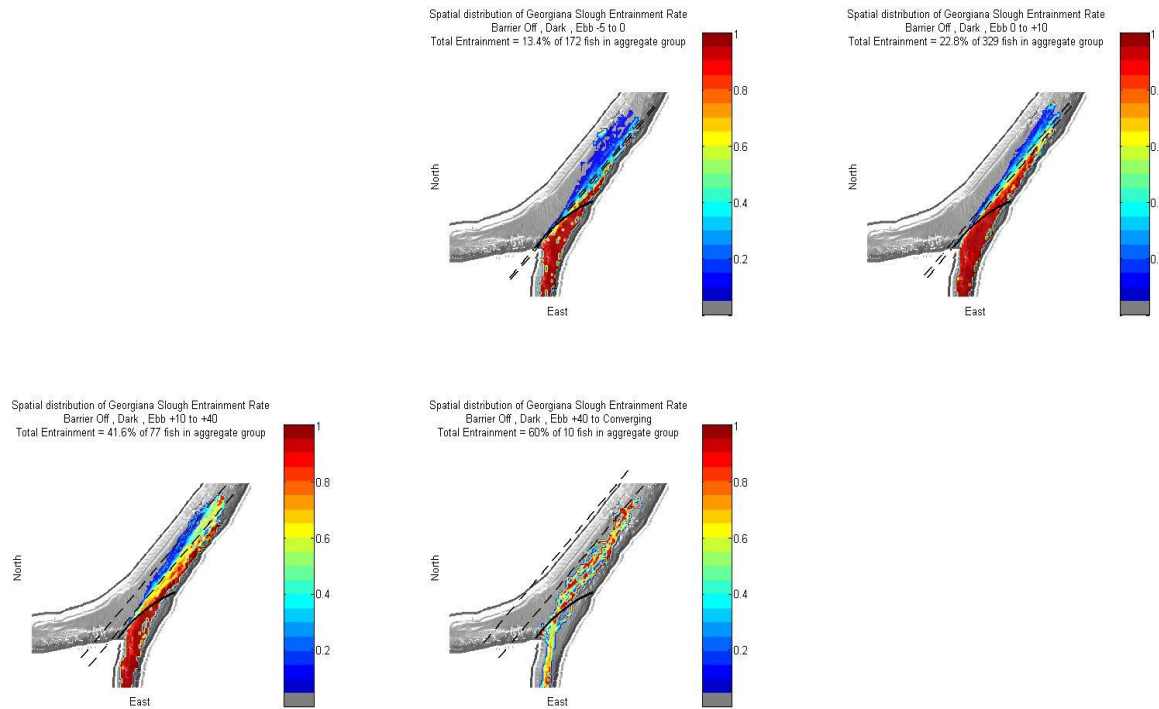 Spatial distribution of Georgiana Slough Entrainment Rate
Barrier Off , Dark , Ebb -5 to 0
Total Entrainment = 13.4% of 172 fish in aggregate group
1
0.8
0.6
0.4
0.2
North
East
Spatial distribution of Georgiana Slough Entrainment Rate
Barrier Off , Dark , Ebb 0 to +10
Total Entrainment = 22.8% of 329 fish in aggregate group
1
0.
0.
0.
0.
North
East
Spatial distribution of Georgiana Slough Entrainment Rate
Barrier Off , Dark , Ebb +10 to +40
Total Entrainment = 41.6% of 77 fish in aggregate group
1
0.8
0.6
0.4
0.2
North
East
Spatial distribution of Georgiana Slough Entrainment Rate
Barrier Off , Dark , Ebb +40 to Converging
Total Entrainment = 60% of 10 fish in aggregate group
1
0.8
0.6
0.4
0.2
North
East